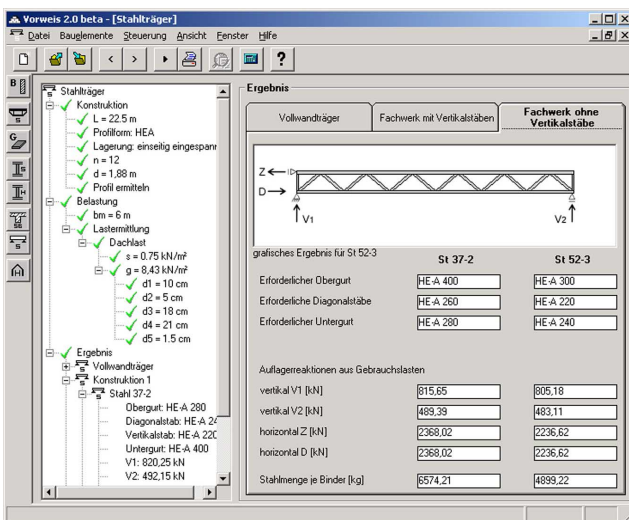 Vorweis 2.0 beta - [Stahlträger]
Datei Bauelemente Steuerung Ansicht Fenster Hilfe
B
S
G
S
H
S6
S
Stahlträger
Konstruktion
L = 22.5 m
Profilform: HEA
Lagerung: einseitig eingespann
n = 12
d = 1,88 m
Profil ermitteln
Belastung
bm = 6 m
Lastermittlung
Dachlast
s = 0.75 kN/m²
g = 8,43 kN/m²
d1 = 10 cm
d2 = 5 cm
d3 = 18 cm
d4 = 21 cm
d5 = 1.5 cm
Ergebnis
Vollwandträger
Konstruktion 1
Stahl 37-2
Obergurt: HE-A 280
Diagonalstab: HE-A 24
Vertikalstab: HE-A 220
Untergurt: HE-A 400
V1: 820,25 kN
V2: 492,15 kN
Ergebnis
Vollwandträger
Fachwerk mit Vertikalstäben
Fachwerk ohne
Vertikalstäbe
Z
D
V1
V2
grafisches Ergebnis für St 52-3
St 37-2
St 52-3
Erforderlicher Obergurt
HE-A 400
HE-A 300
Erforderliche Diagonalstäbe
HE-A 260
HE-A 220
Erforderlicher Untergurt
HE-A 280
HE-A 240
Auflagerreaktionen aus Gebrauchslasten
vertikal V1 [kN]
815,65
805,18
vertikal V2 [kN]
489,39
483,11
horizontal Z [kN]
2368,02
2236,62
horizontal D [kN]
2368,02
2236,62
Stahlmenge je Binder [kg]
6574,21
4899,22